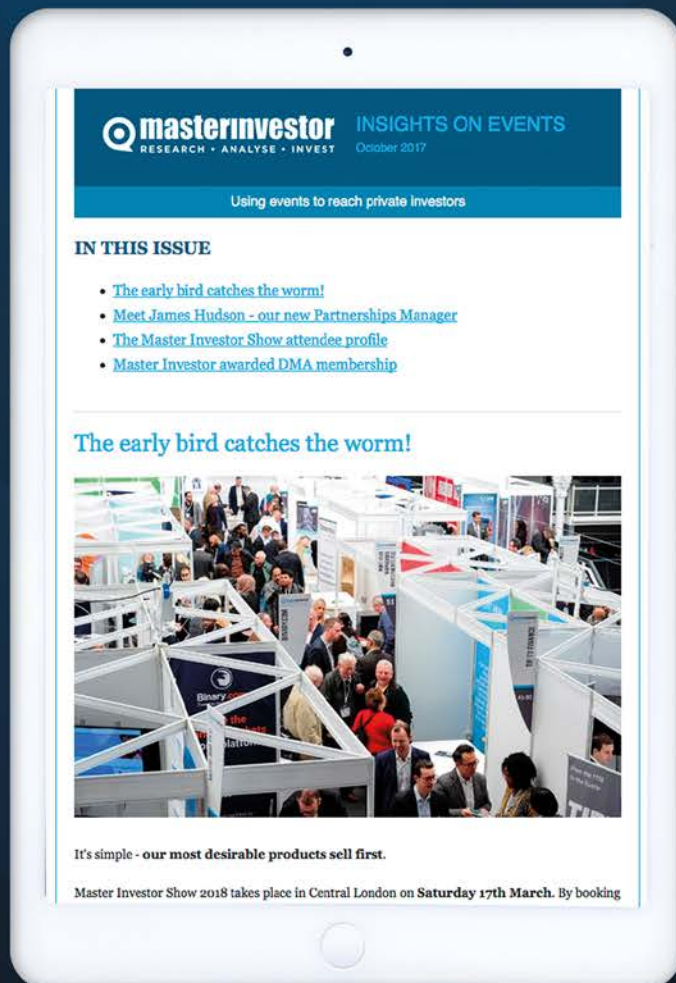 masterinvestor
RESEARCH • ANALYSE • INVEST
INSIGHTS ON EVENTS
October 2017
Using events to reach private investors
IN THIS ISSUE
• The early bird catches the worm!
• Meet James Hudson - our new Partnerships Manager
• The Master Investor Show attendee profile
• Master Investor awarded DMA membership
The early bird catches the worm!
Binary.com
It's simple - our most desirable products sell first.
Master Investor Show 2018 takes place in Central London on Saturday 17th March. By booking